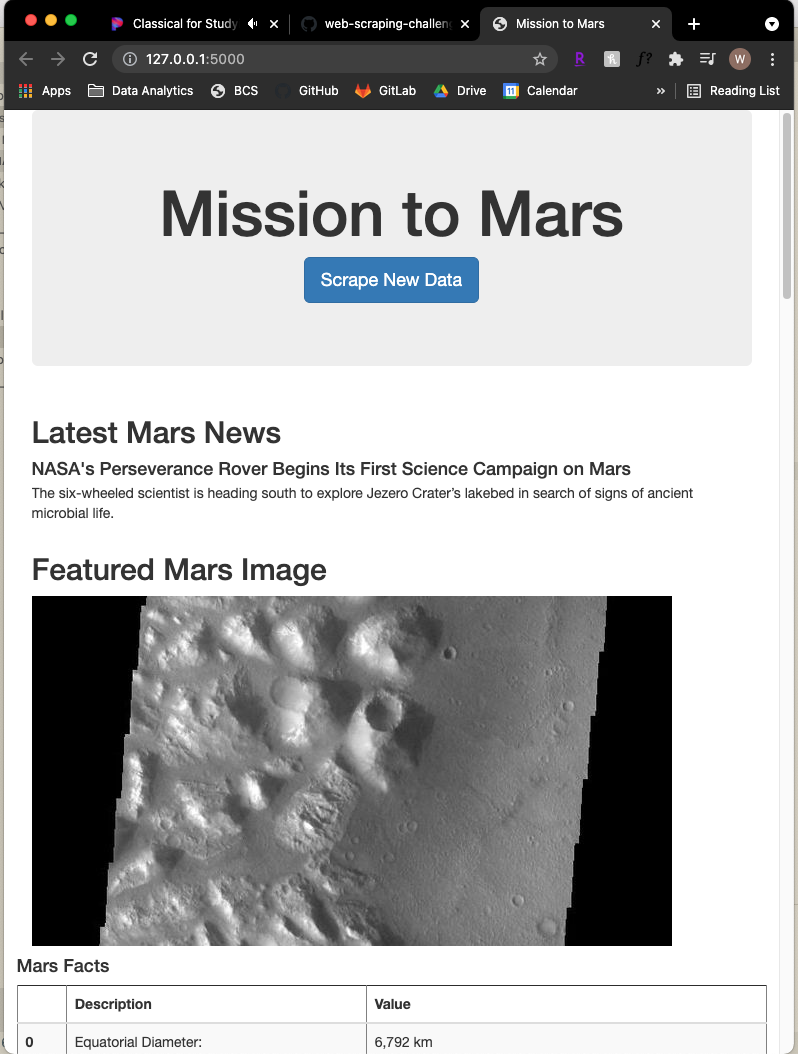 Classical for Study
web-scraping-challen
Mission to Mars
127.0.0.1:5000
R
f?
W
Apps
Data Analytics
BCS
GitHub
GitLab
Drive
11
Calendar
»
Reading List
Mission to Mars
Scrape New Data
Latest Mars News
NASA's Perseverance Rover Begins Its First Science Campaign on Mars
The six-wheeled scientist is heading south to explore Jezero Crater’s lakebed in search of signs of ancient
microbial life.
Featured Mars Image
Mars Facts
Description Value
0 Equatorial Diameter: 6,792 km